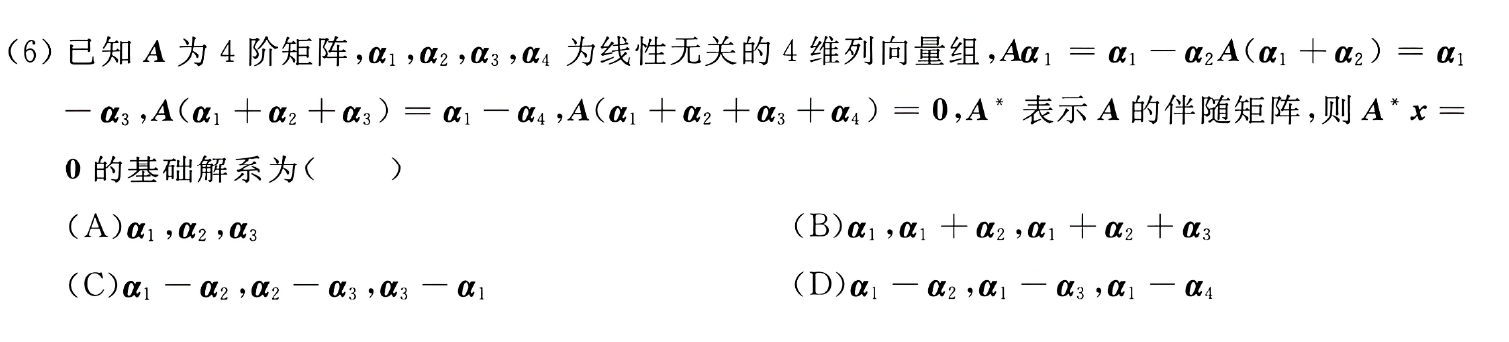 (6) 已知 A 为 4 阶矩阵,α₁,α₂,α₃,α₄ 为线性无关的 4 维列向量组,Aα₁ = α₁ − α₂A(α₁ + α₂) = α₁
− α₃,A(α₁ + α₂ + α₃) = α₁ − α₄,A(α₁ + α₂ + α₃ + α₄) = 0,A* 表示 A 的伴随矩阵,则 A* x =
0 的基础解系为(  )
(A)α₁,α₂,α₃ (B)α₁,α₁ + α₂,α₁ + α₂ + α₃
(C)α₁ − α₂,α₂ − α₃,α₃ − α₁ (D)α₁ − α₂,α₁ − α₃,α₁ − α₄